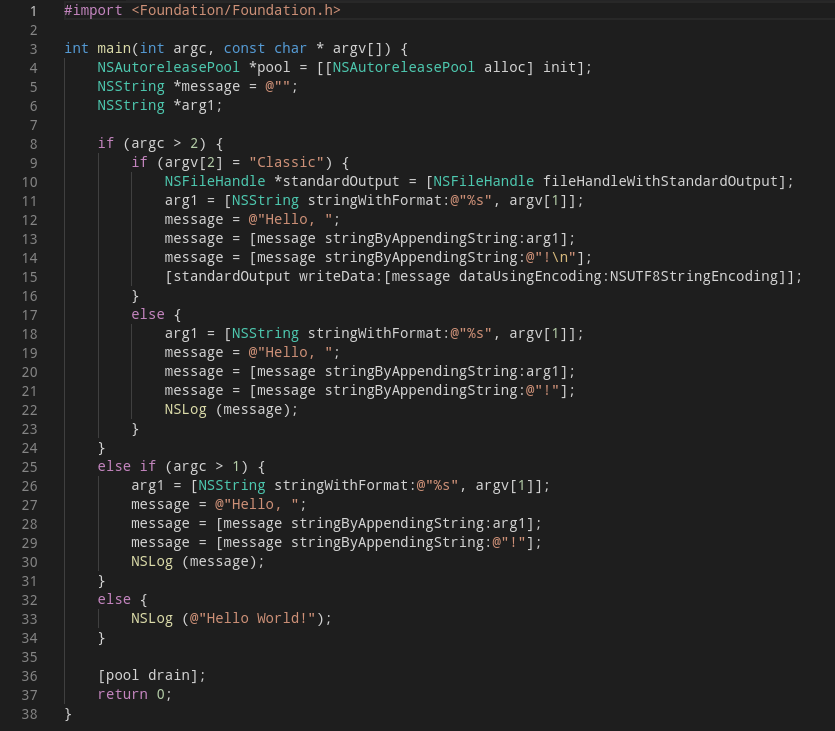 1 #import <Foundation/Foundation.h>
2
3 int main(int argc, const char * argv[]) {
4     NSAutoreleasePool *pool = [[NSAutoreleasePool alloc] init];
5     NSString *message = @"";
6     NSString *arg1;
7
8     if (argc > 2) {
9         if (argv[2] = "Classic") {
10             NSFileHandle *standardOutput = [NSFileHandle fileHandleWithStandardOutput];
11             arg1 = [NSString stringWithFormat:@"%s", argv[1]];
12             message = @"Hello, ";
13             message = [message stringByAppendingString:arg1];
14             message = [message stringByAppendingString:@"!\n"];
15             [standardOutput writeData:[message dataUsingEncoding:NSUTF8StringEncoding]];
16         }
17         else {
18             arg1 = [NSString stringWithFormat:@"%s", argv[1]];
19             message = @"Hello, ";
20             message = [message stringByAppendingString:arg1];
21             message = [message stringByAppendingString:@"!"];
22             NSLog (message);
23         }
24     }
25     else if (argc > 1) {
26         arg1 = [NSString stringWithFormat:@"%s", argv[1]];
27         message = @"Hello, ";
28         message = [message stringByAppendingString:arg1];
29         message = [message stringByAppendingString:@"!"];
30         NSLog (message);
31     }
32     else {
33         NSLog (@"Hello World!");
34     }
35
36     [pool drain];
37     return 0;
38 }